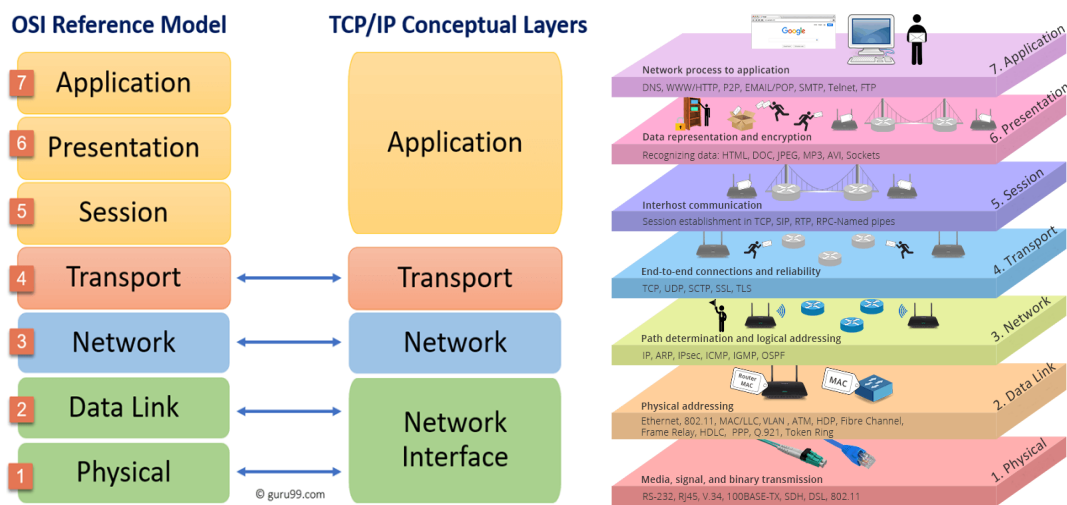 OSI Reference Model
7 Application
6 Presentation
5 Session
4 Transport
3 Network
2 Data Link
1 Physical
TCP/IP Conceptual Layers
Application
Transport
Network
Network
Interface
© guru99.com
Google
7. Application
Network process to application
DNS, WWW/HTTP, P2P, EMAIL/POP, SMTP, Telnet, FTP
6. Presentation
Data representation and encryption
Recognizing data: HTML, DOC, JPEG, MP3, AVI, Sockets
5. Session
Interhost communication
Session establishment in TCP, SIP, RTP, RPC-Named pipes
4. Transport
End-to-end connections and reliability
TCP, UDP, SCTP, SSL, TLS
3. Network
Path determination and logical addressing
IP, ARP, IPsec, ICMP, IGMP, OSPF
Router
MAC
MAC
2. Data Link
Physical addressing
Ethernet, 802.11, MAC/LLC, VLAN , ATM, HDP, Fibre Channel,
Frame Relay, HDLC, PPP, Q.921, Token Ring
1. Physical
Media, signal, and binary transmission
RS-232, RJ45, V.34, 100BASE-TX, SDH, DSL, 802.11